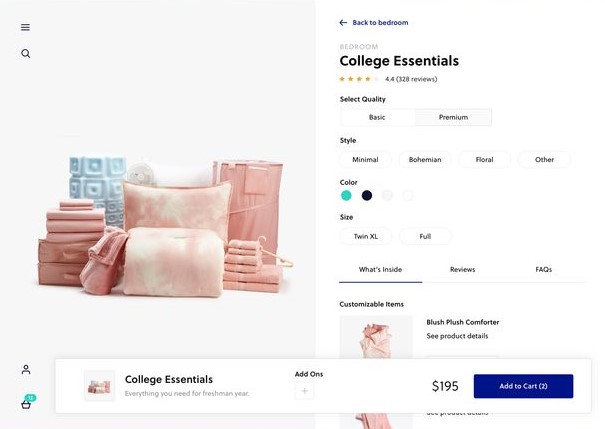 Back to bedroom
BEDROOM
College Essentials
4.4 (328 reviews)
Select Quality
Basic Premium
Style
Minimal Bohemian Floral Other
Color
Size
Twin XL Full
What's Inside Reviews FAQs
Customizable Items
Blush Plush Comforter
See product details
College Essentials
Everything you need for freshman year.
Add Ons
+
$195
Add to Cart (2)
See product details